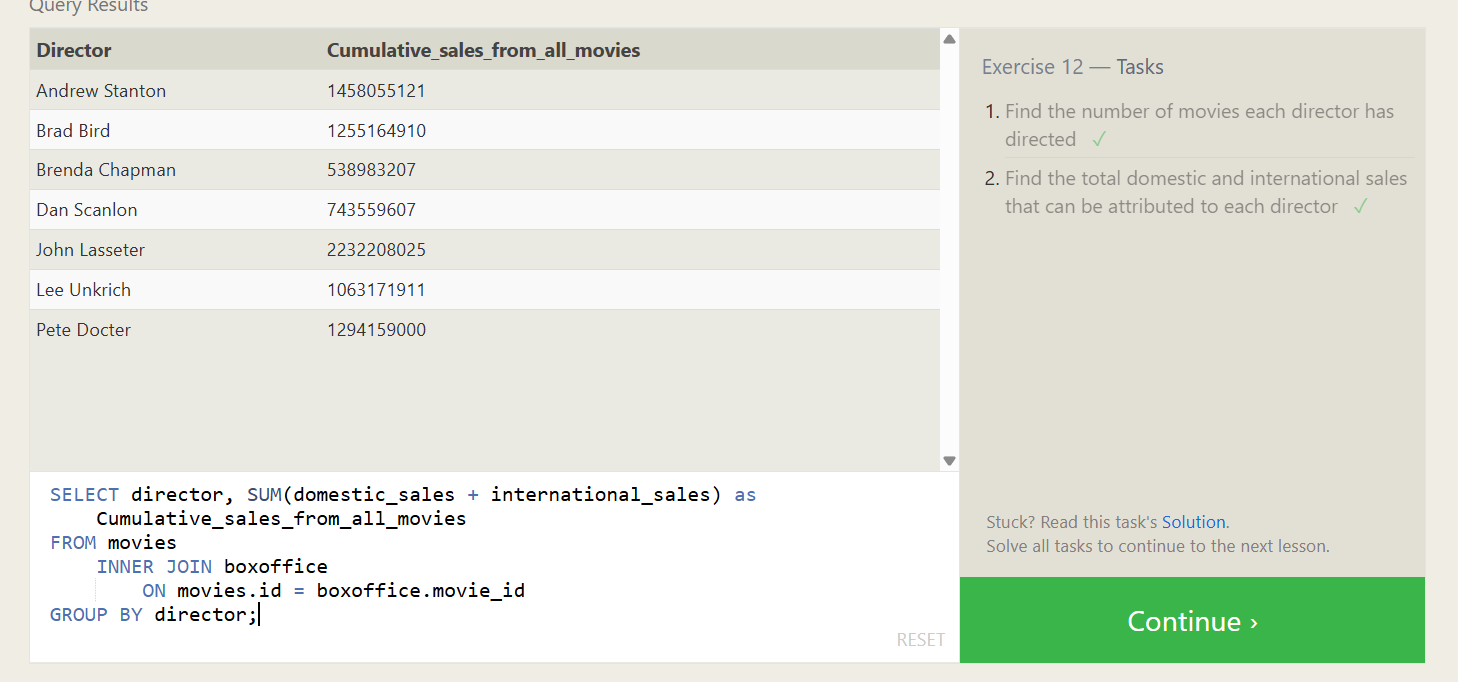 Query Results
Director Cumulative_sales_from_all_movies
Andrew Stanton 1458055121
Brad Bird 1255164910
Brenda Chapman 538983207
Dan Scanlon 743559607
John Lasseter 2232208025
Lee Unkrich 1063171911
Pete Docter 1294159000
SELECT director, SUM(domestic_sales + international_sales) as
Cumulative_sales_from_all_movies
FROM movies
INNER JOIN boxoffice
ON movies.id = boxoffice.movie_id
GROUP BY director;
RESET
Exercise 12 — Tasks
1. Find the number of movies each director has
directed ✓
2. Find the total domestic and international sales
that can be attributed to each director ✓
Stuck? Read this task's Solution.
Solve all tasks to continue to the next lesson.
Continue ›